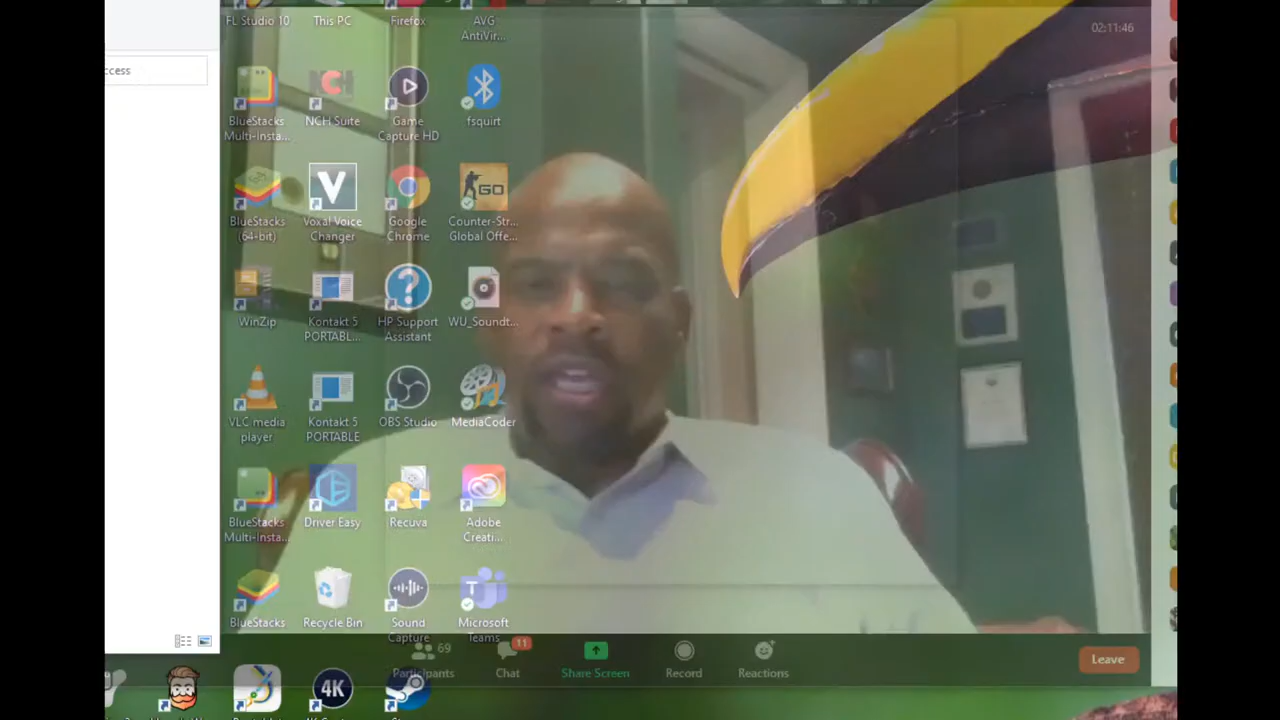 FL Studio 10
This PC
Firefox
AVG
AntiVir...
02:11:46
ccess
BlueStacks
Multi-Insta...
NCH Suite
Game
Capture HD
fsquirt
BlueStacks
(64-bit)
V
Voxal Voice
Changer
Google
Chrome
GO
Counter-Str...
Global Offe...
WinZip
Kontakt 5
PORTABL...
HP Support
Assistant
WU_Soundt...
VLC media
player
Kontakt 5
PORTABLE
OBS Studio
MediaCoder
BlueStacks
Multi-Insta...
Driver Easy
Recuva
Adobe
Creati...
BlueStacks
Recycle Bin
Sound
Capture
T
Microsoft
Teams
69
Participants
11
Chat
Share Screen
Record
Reactions
Leave
4K